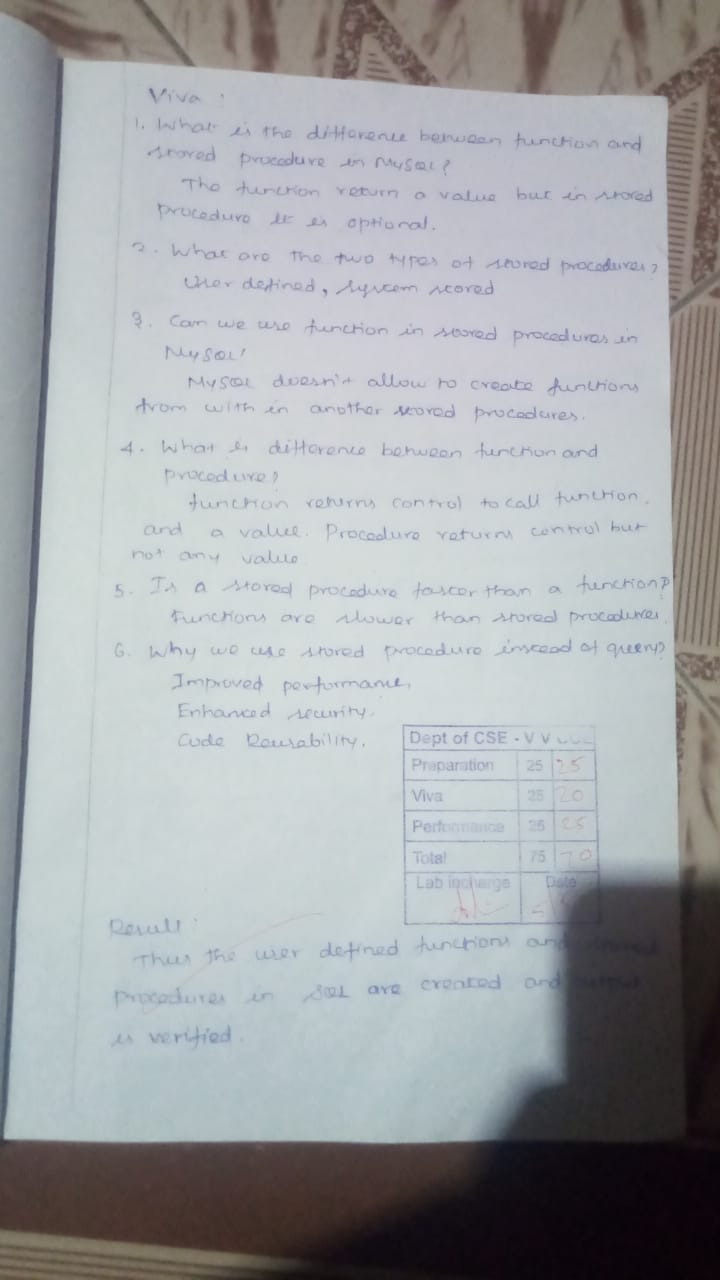 Viva :
1. What is the difference between function and
stored procedure in MySQL?
The function return a value but in stored
procedure it is optional.
2. What are the two types of stored procedures?
User defined, System stored
3. Can we use function in stored procedures in
MySQL?
MySQL doesn't allow to create functions
from with in another stored procedures.
4. What is difference between function and
procedure?
function returns control to call function.
and a value. Procedure returns control but
not any value
5. Is a stored procedure faster than a function?
Functions are slower than stored procedures.
6. Why we use stored procedure instead of query?
Improved performance,
Enhanced security.
Code Reusability.
Dept of CSE - V V
Preparation 25 25
Viva 25 20
Performance 25 25
Total 75 70
Lab incharge Date
Result :
Thus the user defined functions and stored
procedures in SQL are created and output
is verified.